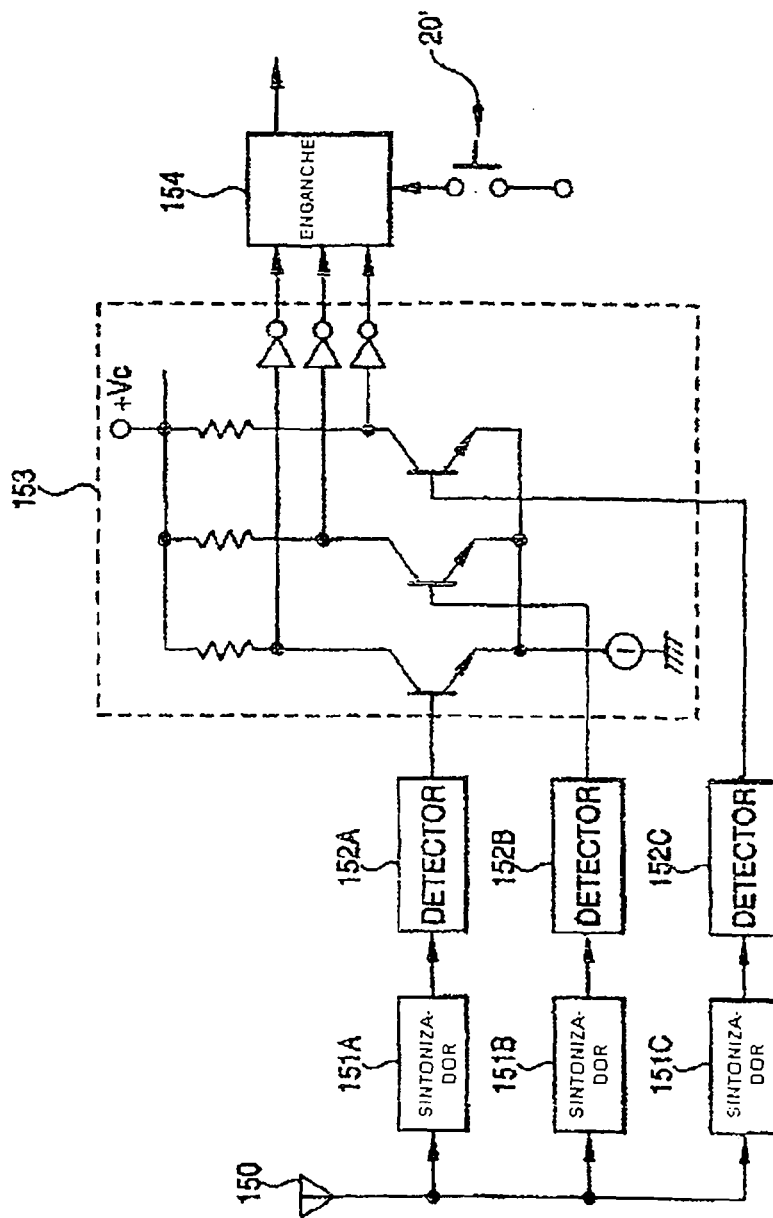 150
151A
SINTONIZA-
DOR
152A
DETECTOR
151B
SINTONIZA-
DOR
152B
DETECTOR
151C
SINTONIZA-
DOR
152C
DETECTOR
153
+Vc
I
154
ENGANCHE
20'